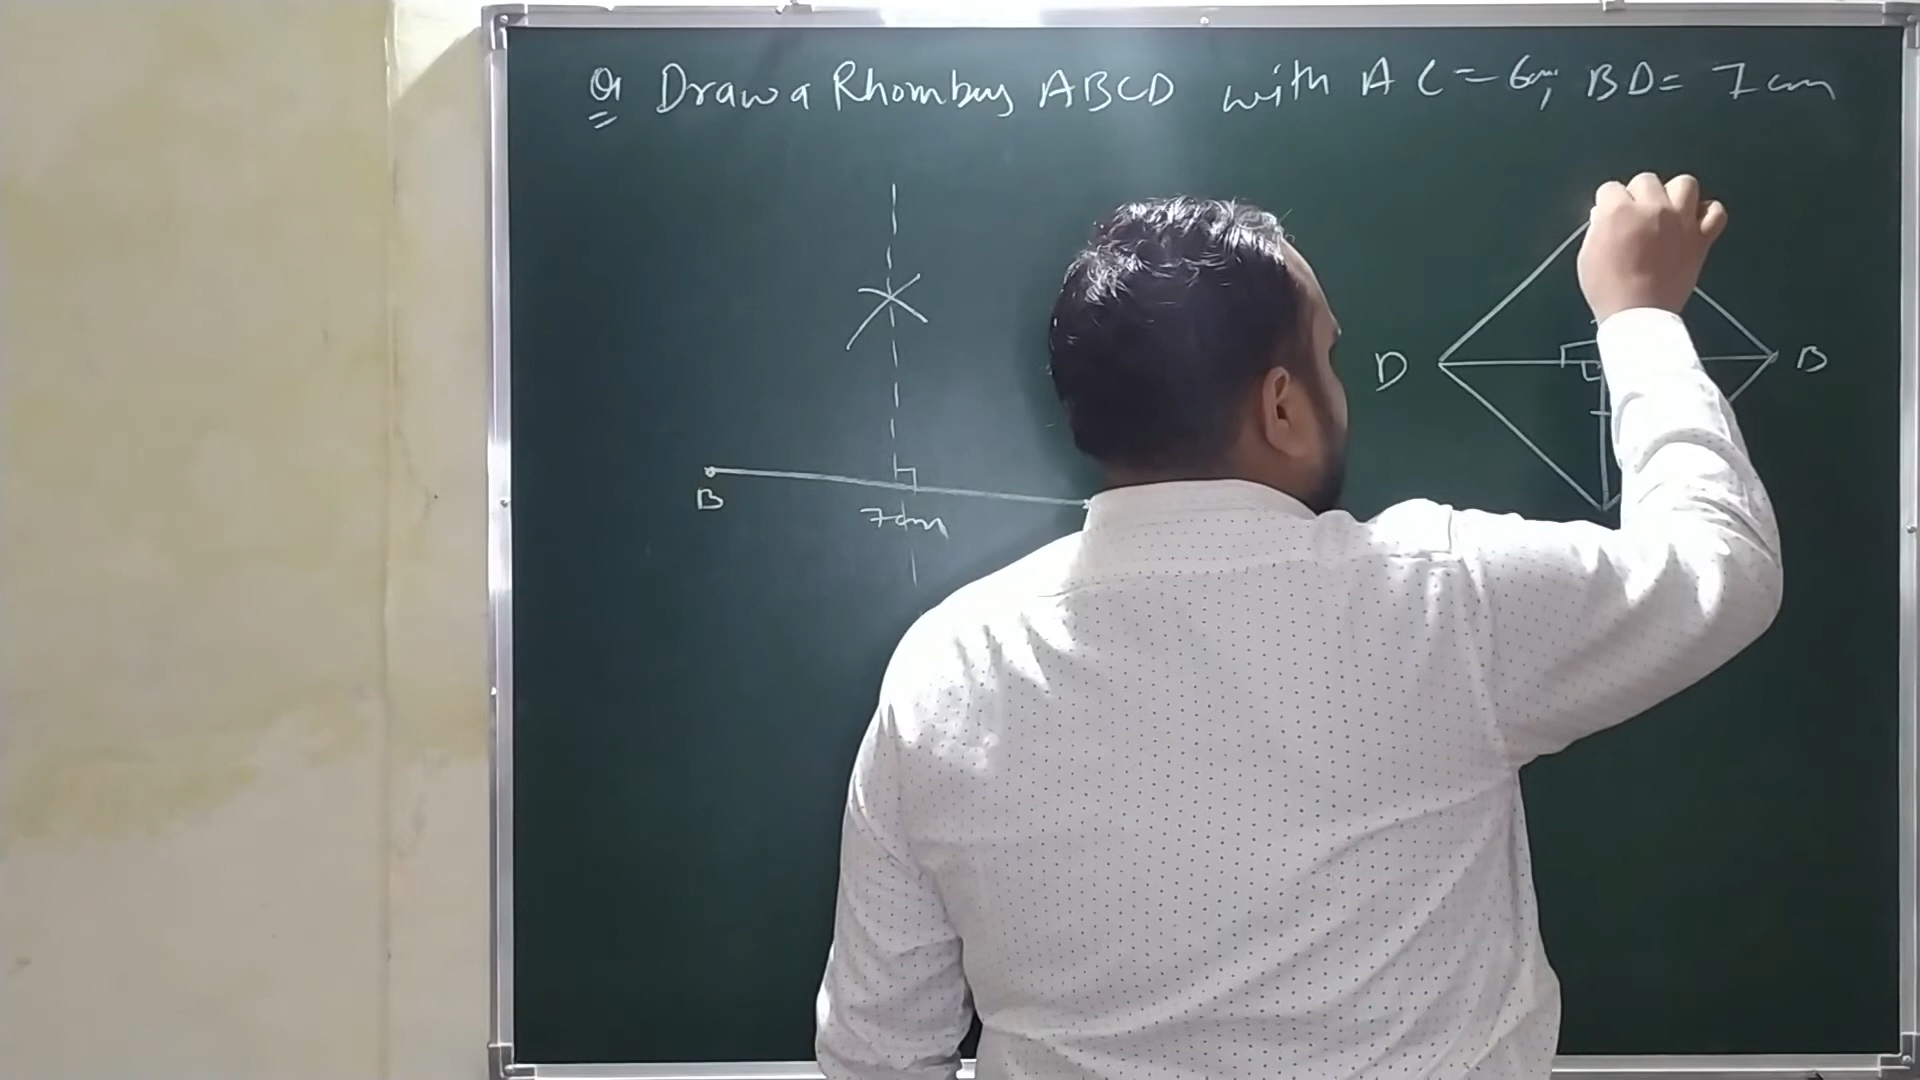 Q Draw a Rhombus ABCD with AC = 6cm, BD = 7cm
D B
B 7cm